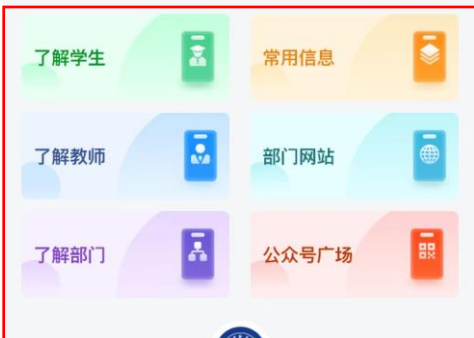 了解学生
常用信息
了解教师
部门网站
了解部门
公众号广场